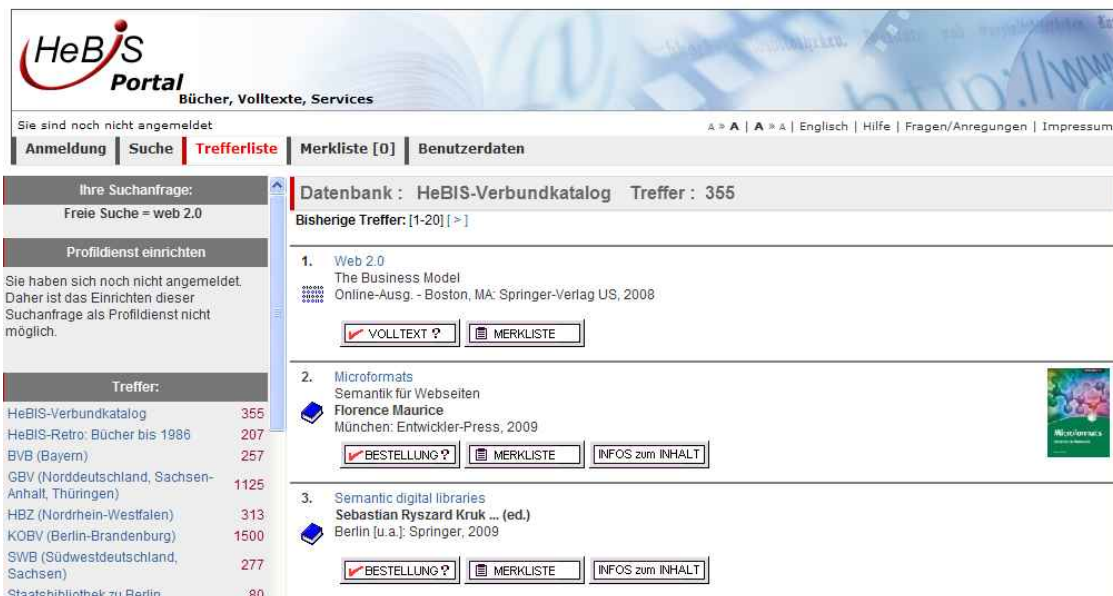 HeBIS
Portal
Bücher, Volltexte, Services
http://www
Sie sind noch nicht angemeldet
A » A | A » A | Englisch | Hilfe | Fragen/Anregungen | Impressum
Anmeldung Suche Trefferliste Merkliste [0] Benutzerdaten
Ihre Suchanfrage:
Freie Suche = web 2.0
Profildienst einrichten
Sie haben sich noch nicht angemeldet.
Daher ist das Einrichten dieser
Suchanfrage als Profildienst nicht
möglich.
Treffer:
HeBIS-Verbundkatalog 355
HeBIS-Retro: Bücher bis 1986 207
BVB (Bayern) 257
GBV (Norddeutschland, Sachsen-
Anhalt, Thüringen) 1125
HBZ (Nordrhein-Westfalen) 313
KOBV (Berlin-Brandenburg) 1500
SWB (Südwestdeutschland,
Sachsen) 277
Staatsbibliothek zu Berlin 80
Datenbank : HeBIS-Verbundkatalog Treffer : 355
Bisherige Treffer: [1-20] [ > ]
1. Web 2.0
The Business Model
Online-Ausg. - Boston, MA: Springer-Verlag US, 2008
VOLLTEXT ? MERKLISTE
2. Microformats
Semantik für Webseiten
Florence Maurice
München: Entwickler-Press, 2009
BESTELLUNG ? MERKLISTE INFOS zum INHALT
Microformats
3. Semantic digital libraries
Sebastian Ryszard Kruk ... (ed.)
Berlin [u.a.]: Springer, 2009
BESTELLUNG ? MERKLISTE INFOS zum INHALT